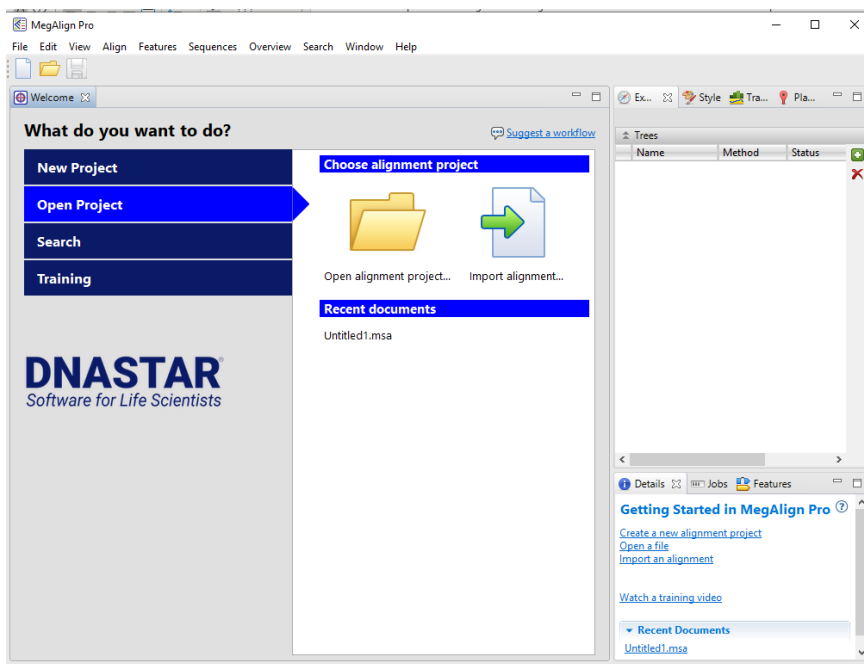 MegAlign Pro
File Edit View Align Features Sequences Overview Search Window Help
Welcome
Ex... Style Tra... Pla...
What do you want to do?
Suggest a workflow
New Project
Open Project
Search
Training
Choose alignment project
Open alignment project... Import alignment...
Recent documents
Untitled1.msa
DNASTAR
Software for Life Scientists
Trees
Name Method Status
Details Jobs Features
Getting Started in MegAlign Pro
Create a new alignment project
Open a file
Import an alignment
Watch a training video
Recent Documents
Untitled1.msa